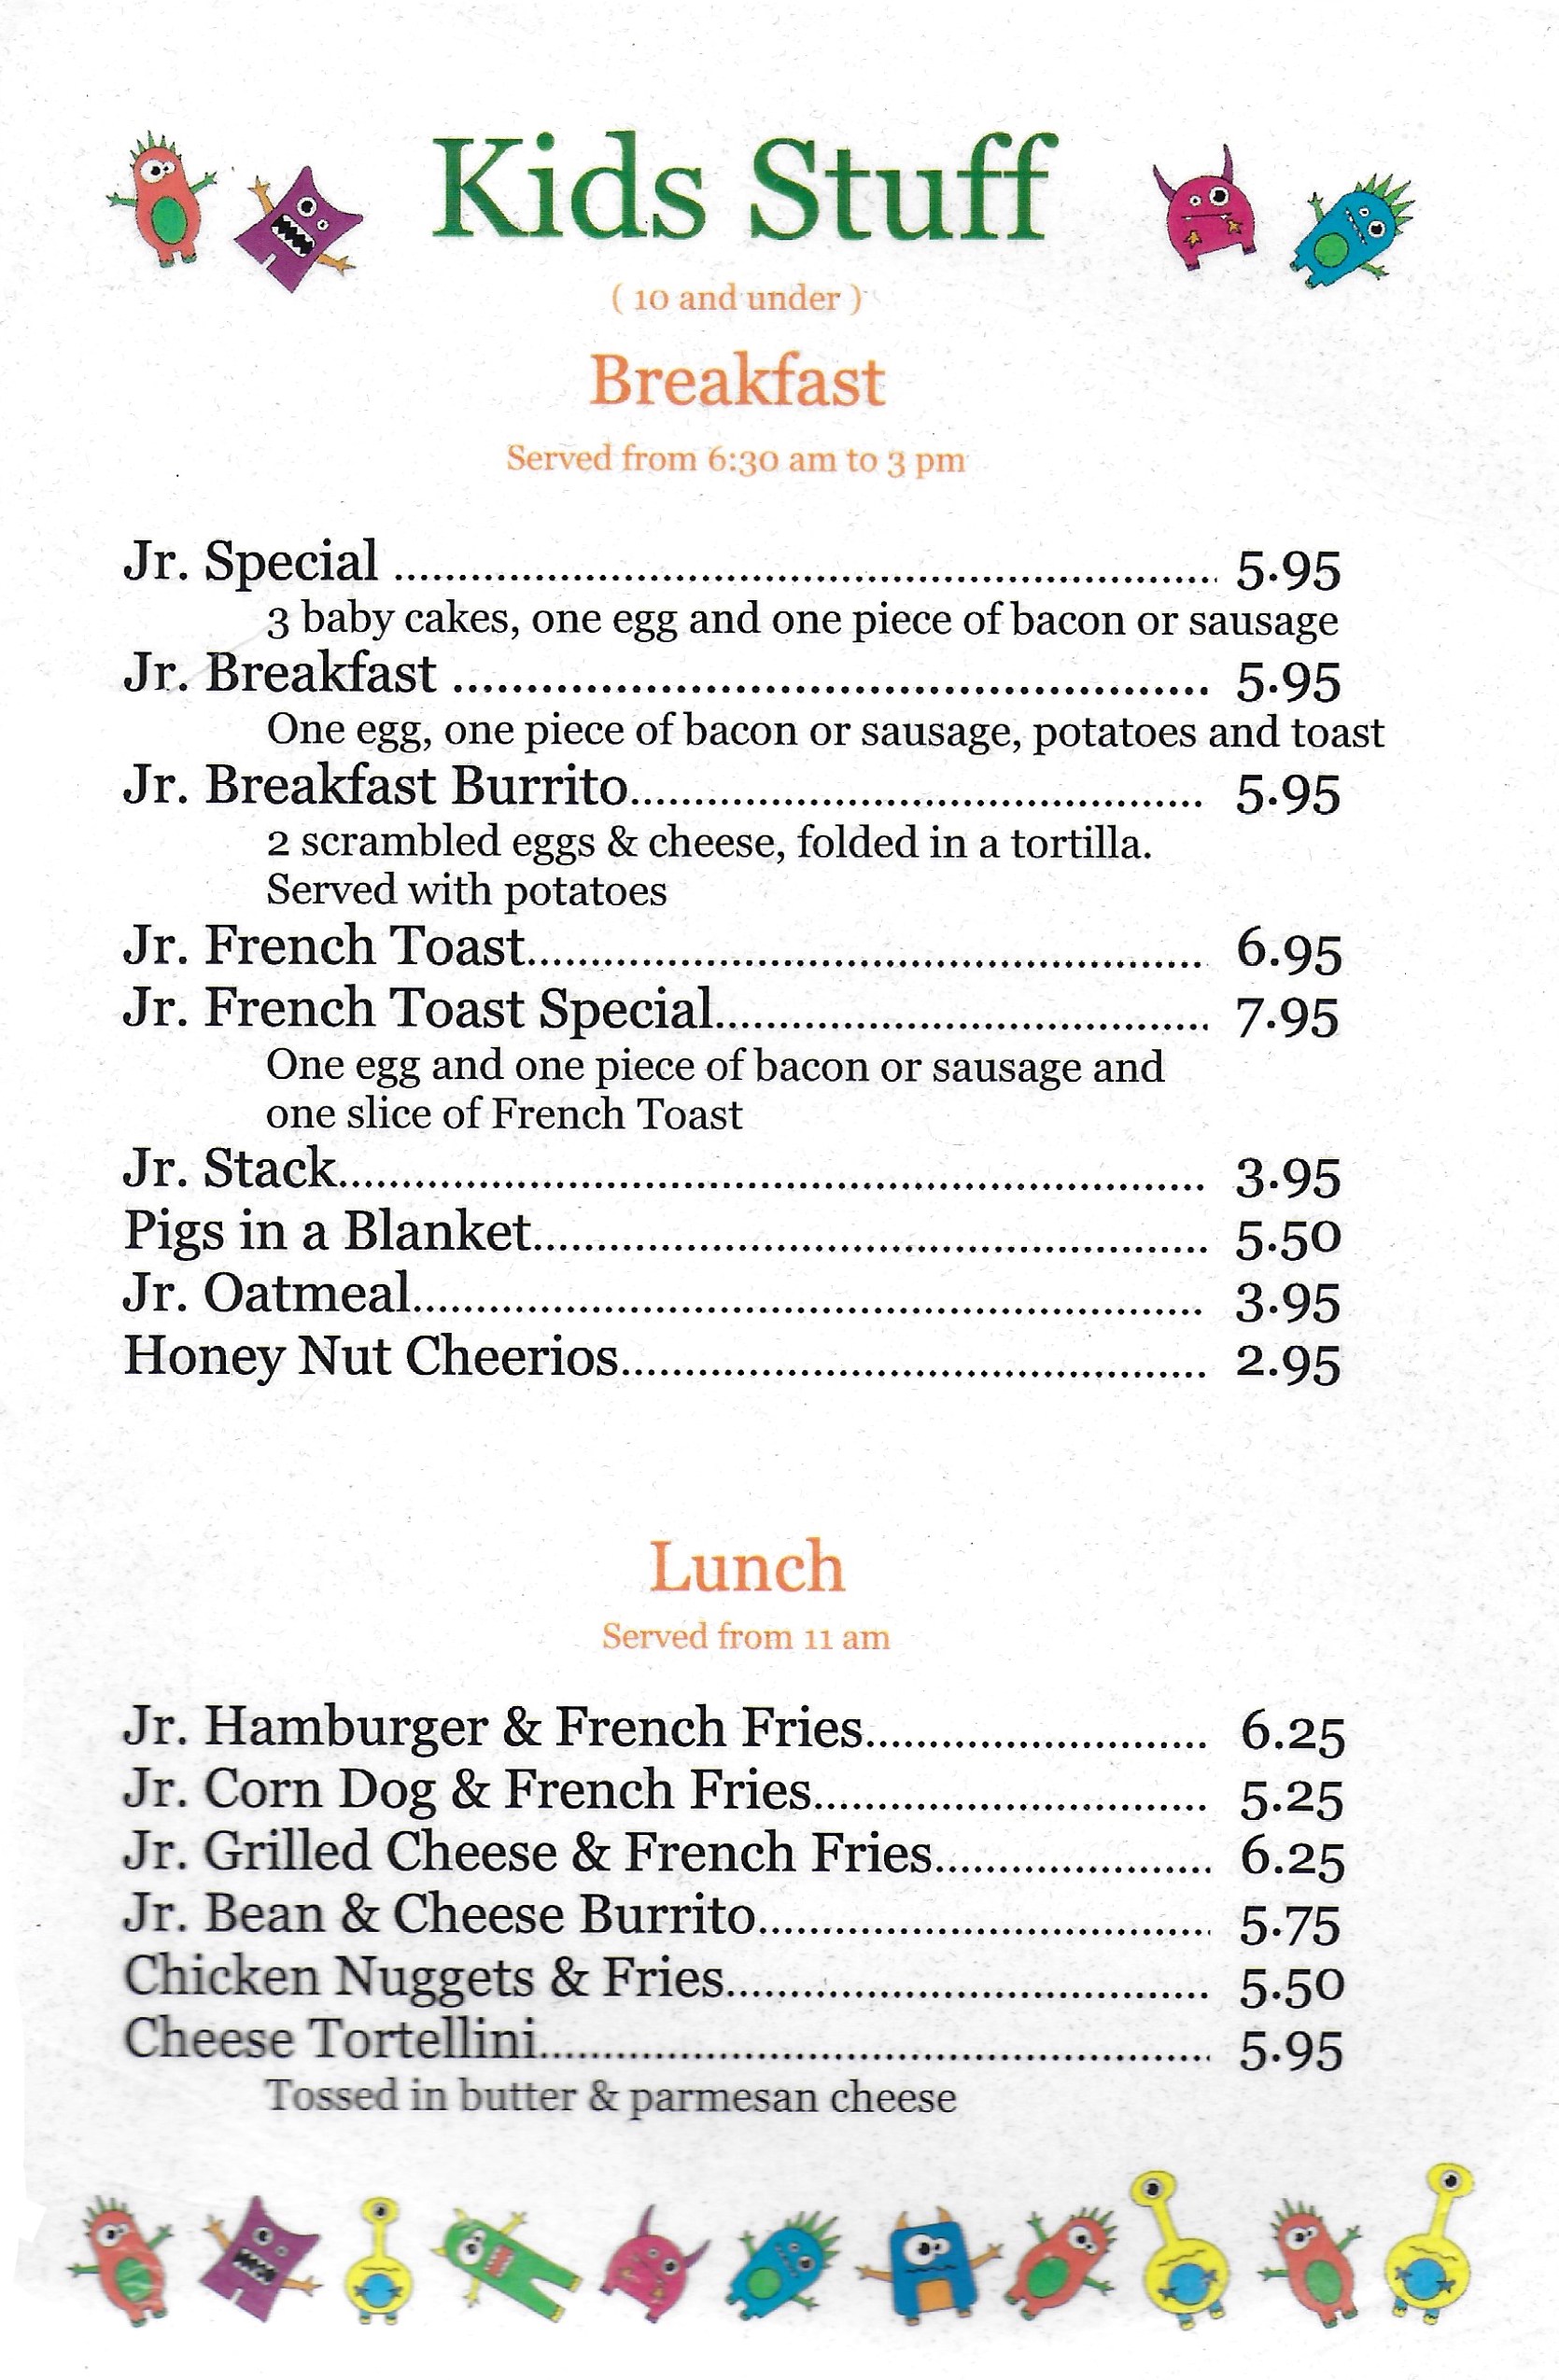 Kids Stuff
( 10 and under )
Breakfast
Served from 6:30 am to 3 pm
Jr. Special ................................................................ 5.95
3 baby cakes, one egg and one piece of bacon or sausage
Jr. Breakfast .................................................... 5.95
One egg, one piece of bacon or sausage, potatoes and toast
Jr. Breakfast Burrito............................................. 5.95
2 scrambled eggs & cheese, folded in a tortilla.
Served with potatoes
Jr. French Toast..................................................... 6.95
Jr. French Toast Special....................................... 7.95
One egg and one piece of bacon or sausage and
one slice of French Toast
Jr. Stack.................................................................... 3.95
Pigs in a Blanket..................................................... 5.50
Jr. Oatmeal.............................................................. 3.95
Honey Nut Cheerios.............................................. 2.95
Lunch
Served from 11 am
Jr. Hamburger & French Fries........................... 6.25
Jr. Corn Dog & French Fries............................... 5.25
Jr. Grilled Cheese & French Fries...................... 6.25
Jr. Bean & Cheese Burrito................................... 5.75
Chicken Nuggets & Fries...................................... 5.50
Cheese Tortellini..................................................... 5.95
Tossed in butter & parmesan cheese